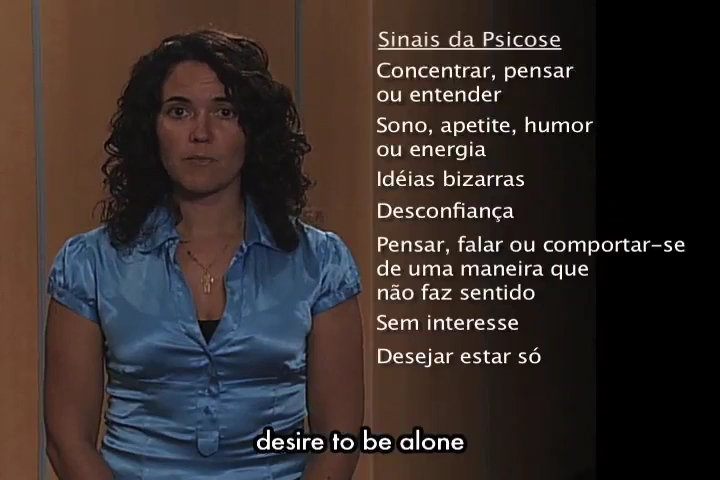 Sinais da Psicose
Concentrar, pensar
ou entender
Sono, apetite, humor
ou energia
Idéias bizarras
Desconfiança
Pensar, falar ou comportar-se
de uma maneira que
não faz sentido
Sem interesse
Desejar estar só
desire to be alone